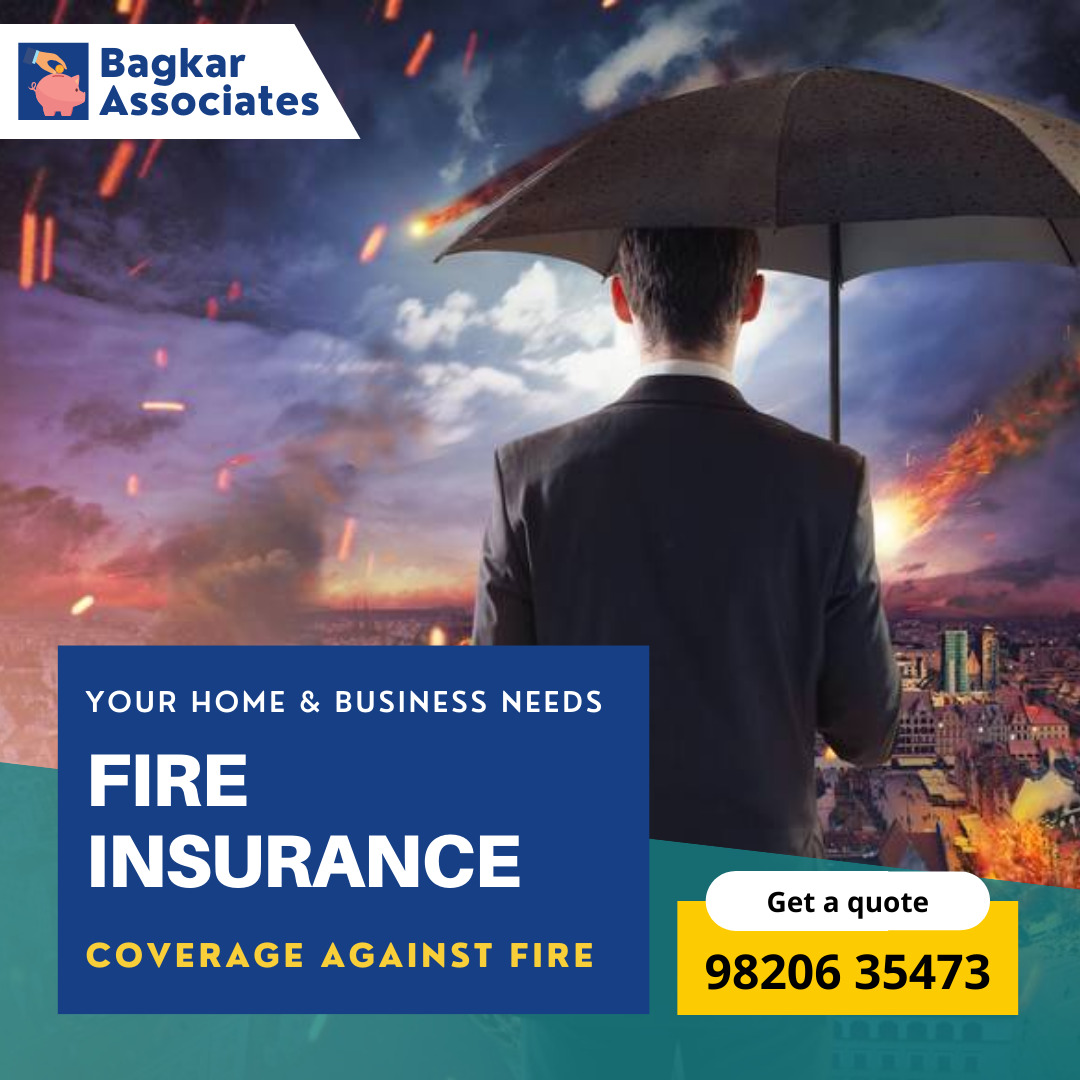 Bagkar
Associates
YOUR HOME & BUSINESS NEEDS
FIRE
INSURANCE
COVERAGE AGAINST FIRE
Get a quote
98206 35473